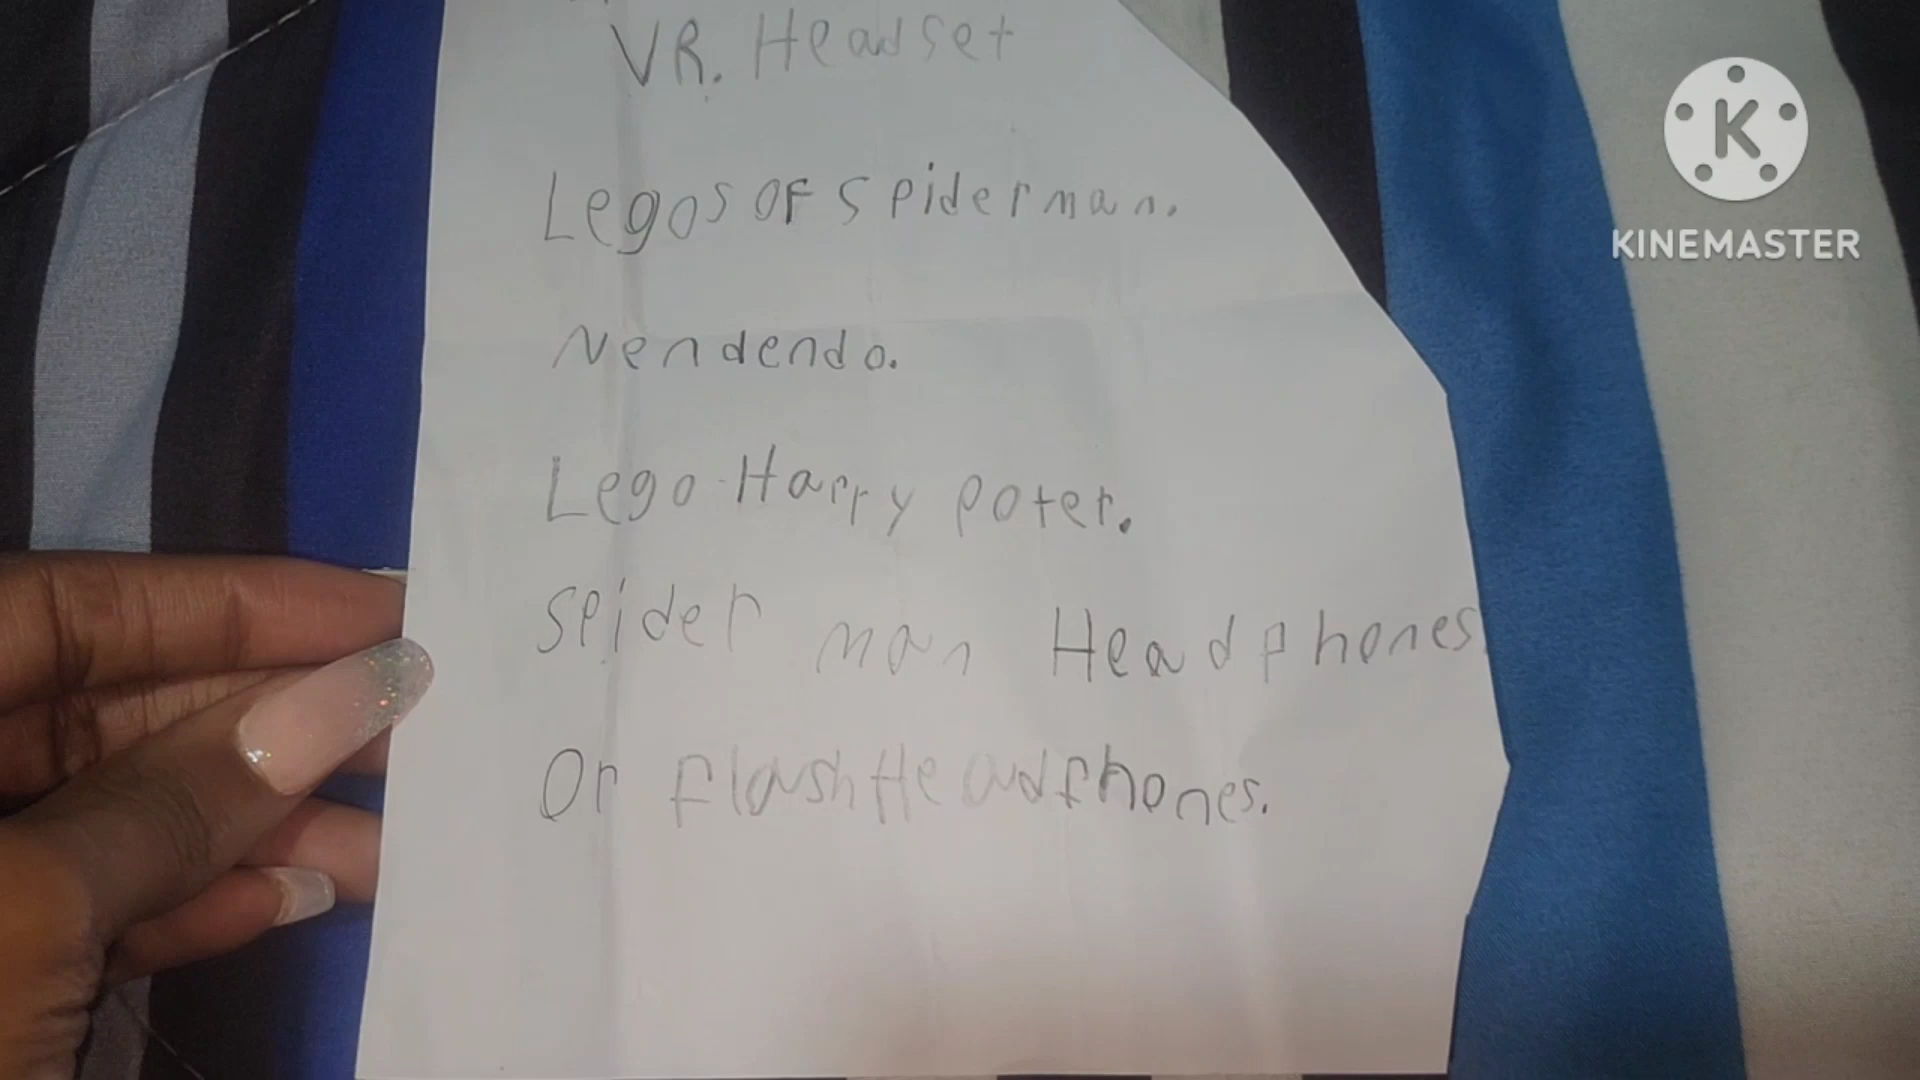 VR. Headset
Legos OF spiderman.
Nendendo.
Lego Harry poter.
Spider man Headphones
Or flash Headphones.
K
KINEMASTER